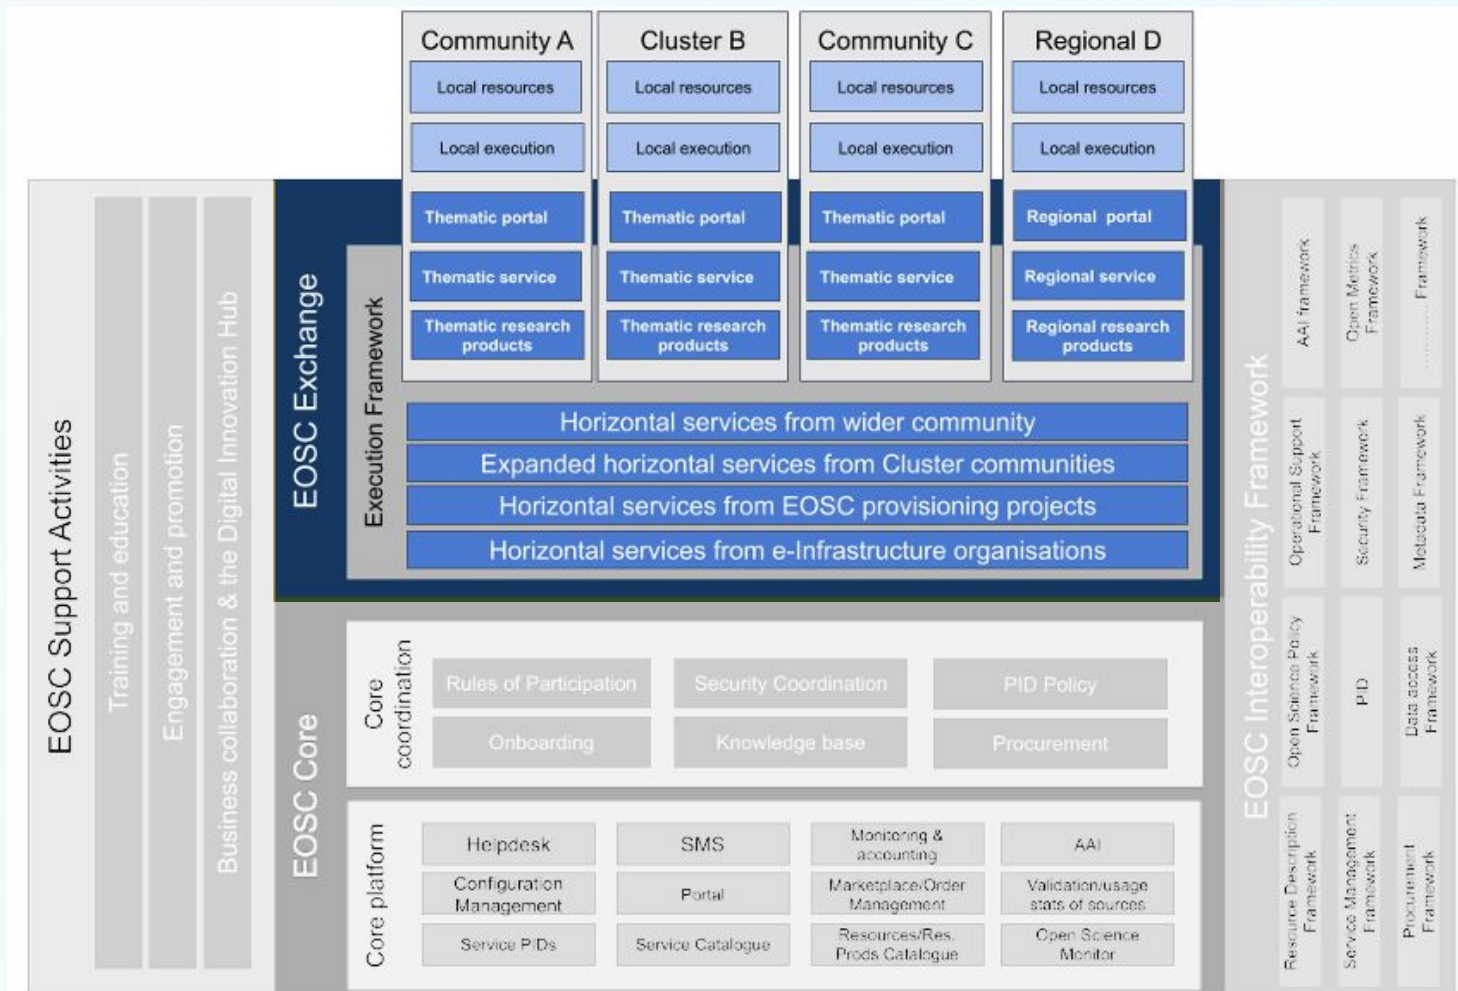 Community A
Cluster B
Community C
Regional D
Local resources
Local resources
Local resources
Local resources
Local execution
Local execution
Local execution
Local execution
Thematic portal
Thematic portal
Thematic portal
Regional portal
Thematic service
Thematic service
Thematic service
Regional service
Thematic research
products
Thematic research
products
Thematic research
products
Regional research
products
EOSC Support Activities
Training and education
Engagement and promotion
Business collaboration & the Digital Innovation Hub
EOSC Exchange
Execution Framework
Horizontal services from wider community
Expanded horizontal services from Cluster communities
Horizontal services from EOSC provisioning projects
Horizontal services from e-Infrastructure organisations
EOSC Core
Core
coordination
Rules of Participation
Security Coordination
PID Policy
Onboarding
Knowledge base
Procurement
Core platform
Helpdesk
SMS
Monitoring &
accounting
AAI
Configuration
Management
Portal
Marketplace/Order
Management
Validation/usage
stats of sources
Service PIDs
Service Catalogue
Resources/Res.
Prods Catalogue
Open Science
Monitor
EOSC Interoperability Framework
AAI framework
Open Metrics
Framework
............ Framework
Operational Support
Framework
Security Framework
Metadata Framework
Open Science Policy
Framework
PID
Data access
Framework
Resource Description
Framework
Service Management
Framework
Procurement
Framework